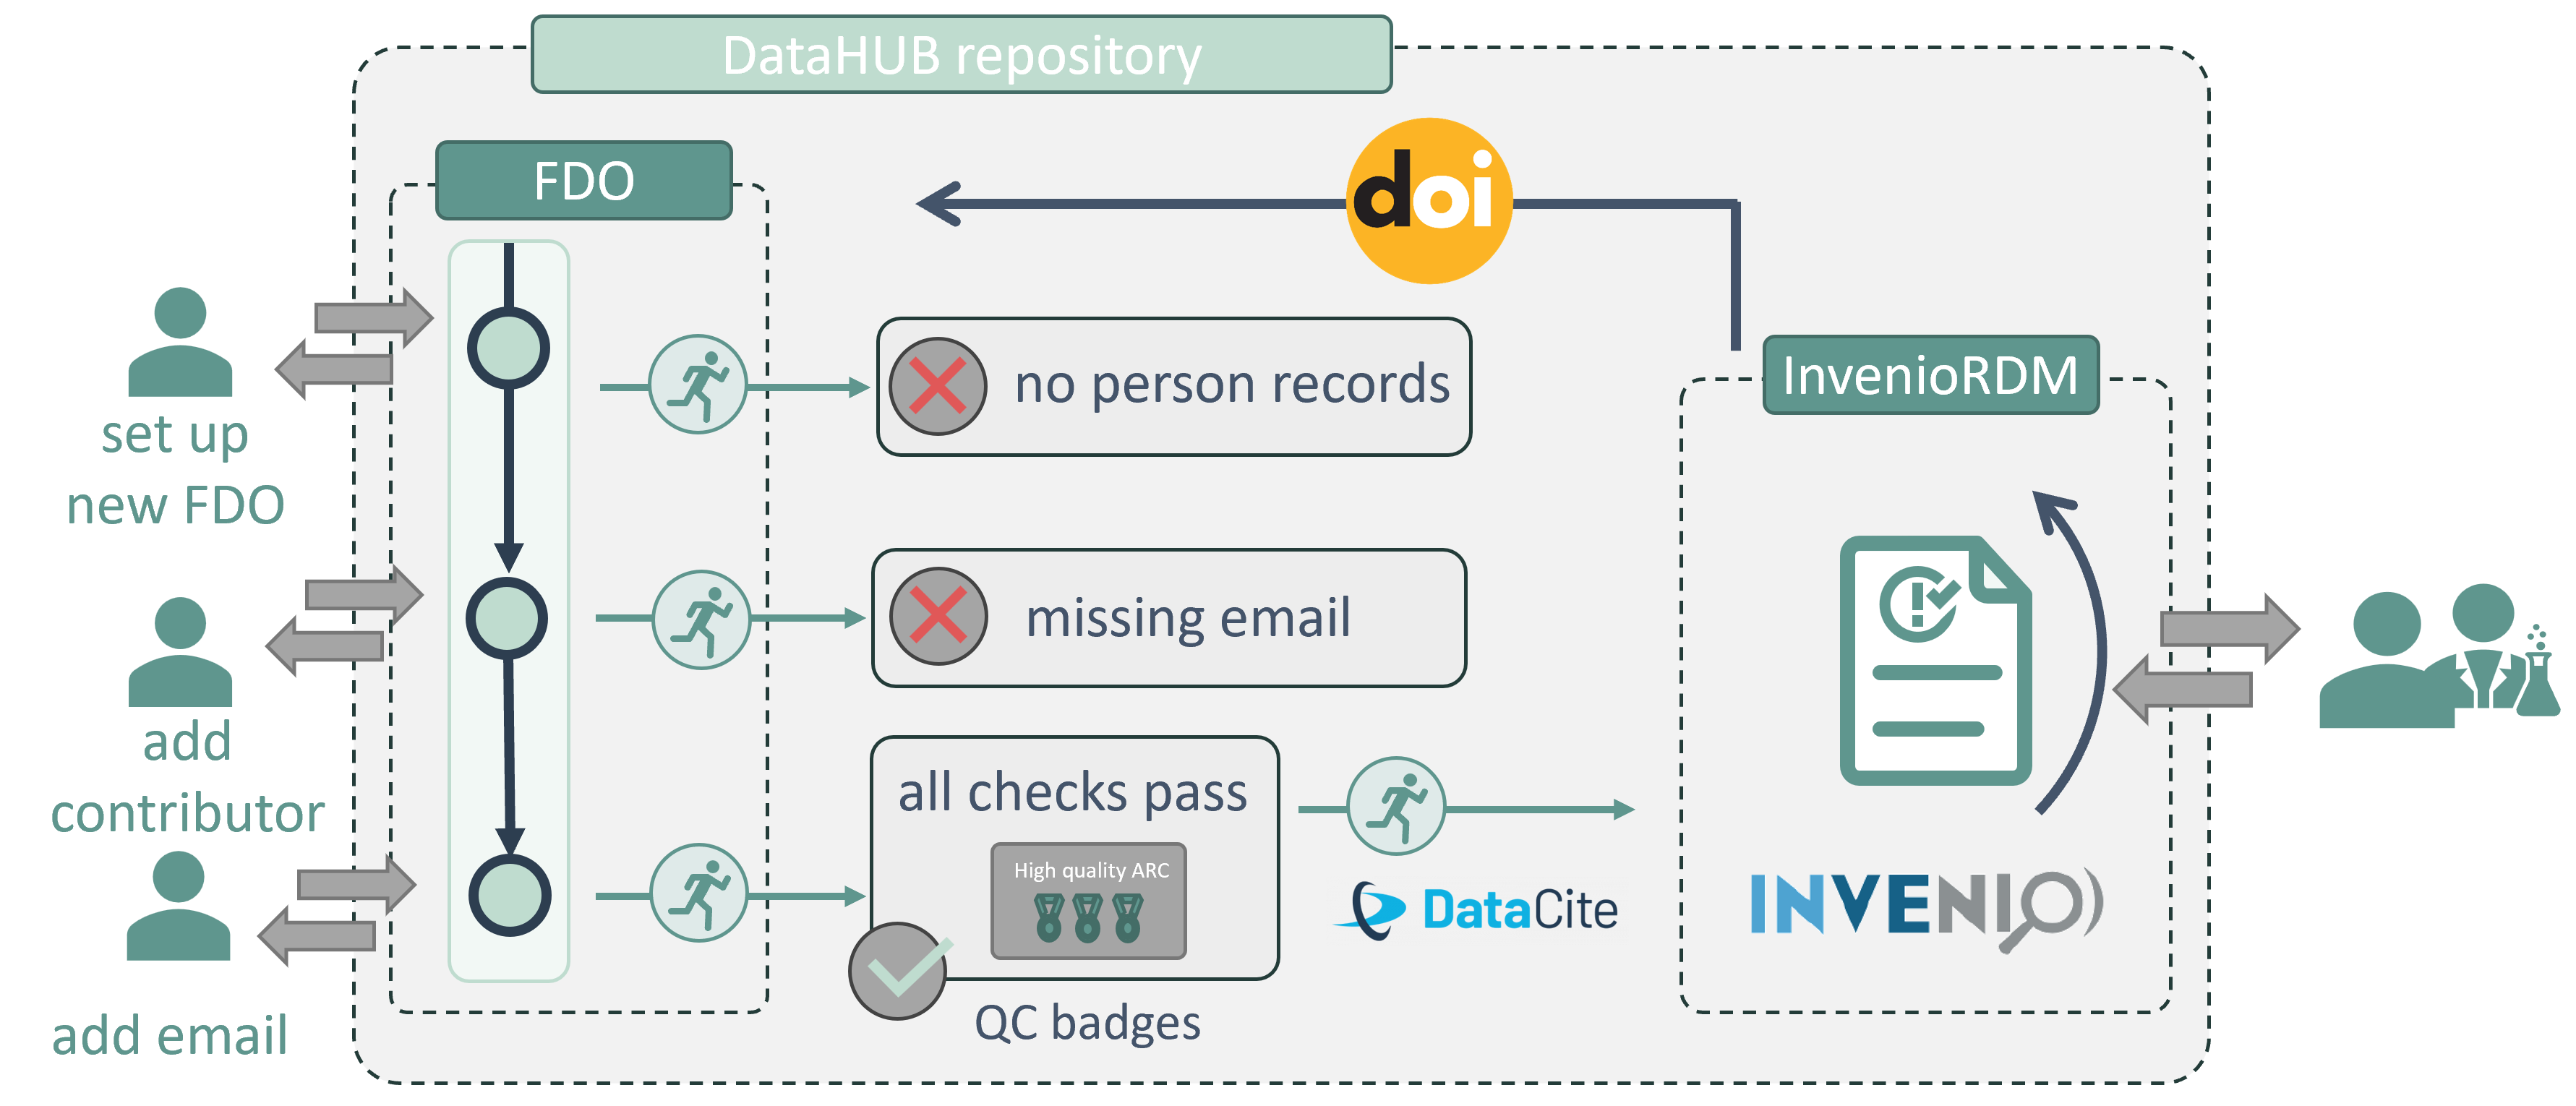 DataHUB repository
FDO
doi
set up
new FDO
no person records
InvenioRDM
add
contributor
missing email
add email
all checks pass
High quality ARC
QC badges
DataCite
INVENIO